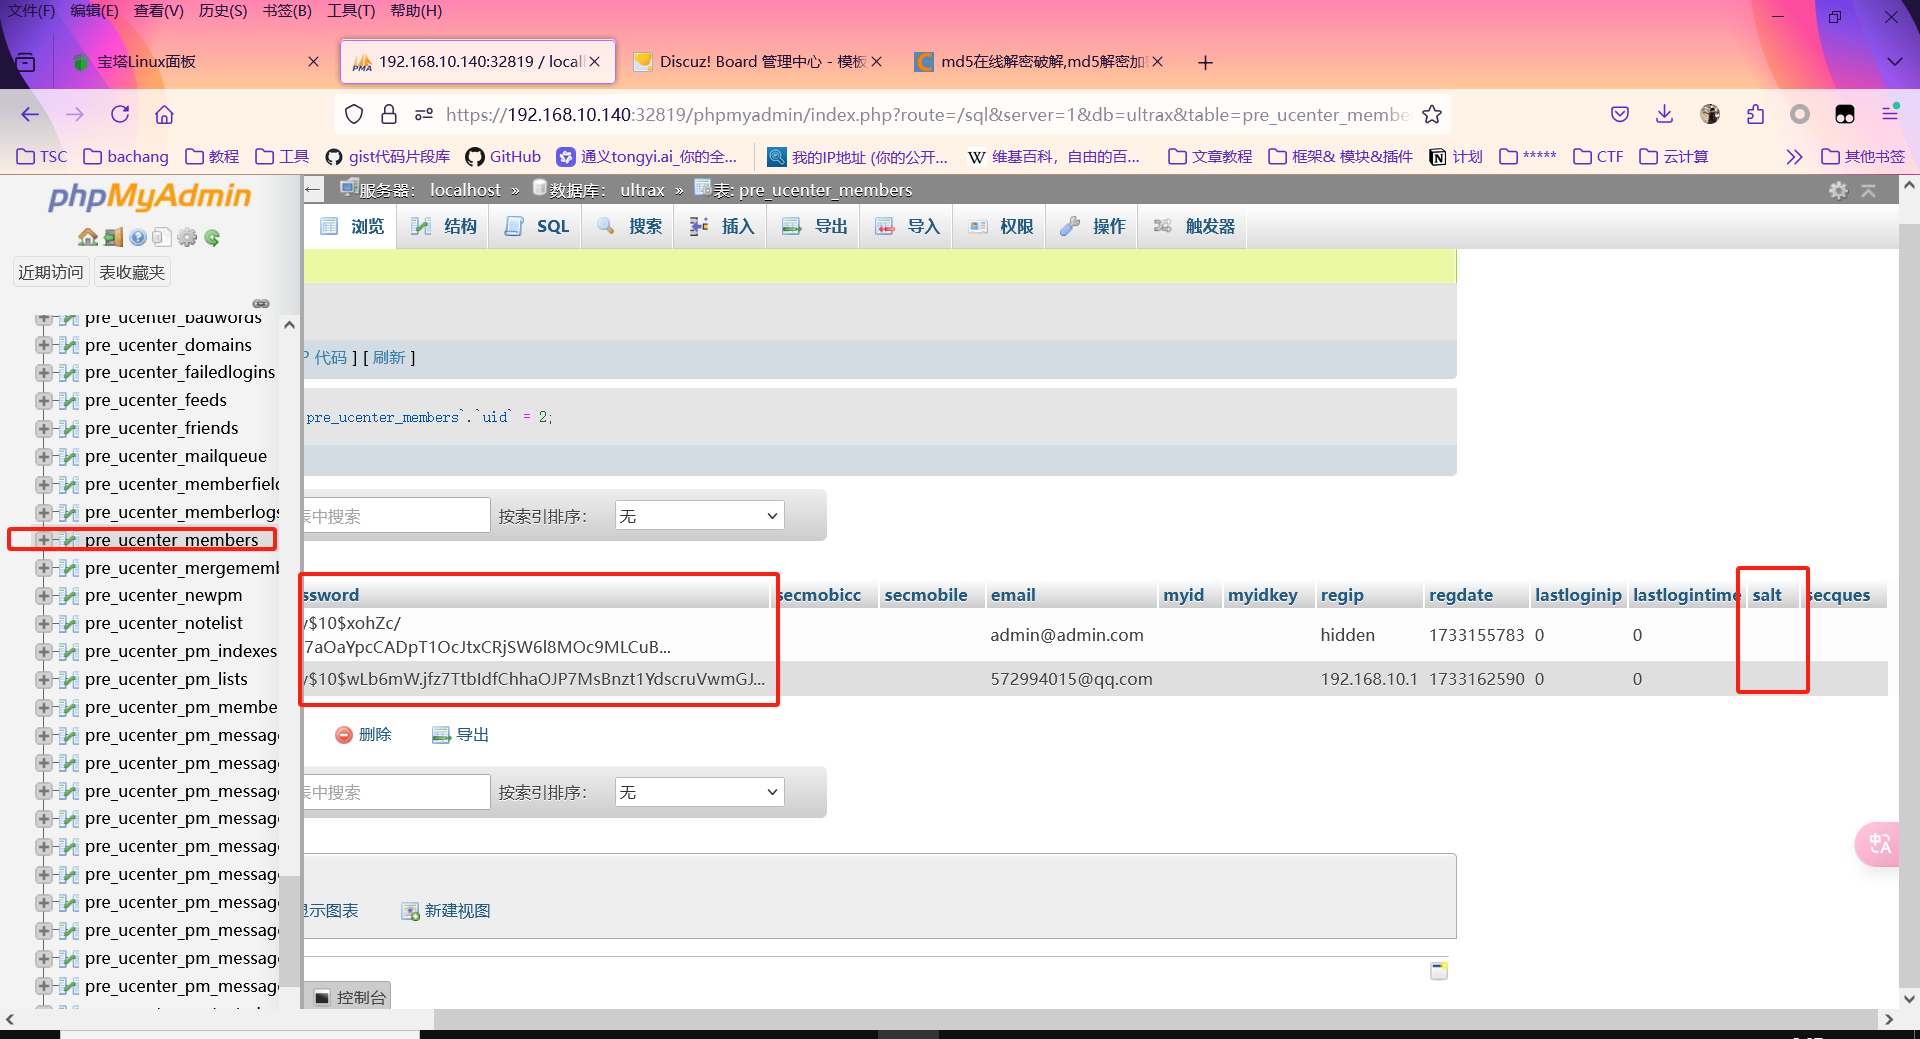 文件(F) 编辑(E) 查看(V) 历史(S) 书签(B) 工具(T) 帮助(H)
宝塔Linux面板
192.168.10.140:32819 / local
Discuz! Board 管理中心 - 模板
md5在线解密破解,md5解密加
https://192.168.10.140:32819/phpmyadmin/index.php?route=/sql&server=1&db=ultrax&table=pre_ucenter_membe
TSC bachang 教程 工具 gist代码片段库 GitHub 通义tongyi.ai_你的全... 我的IP地址 (你的公开... 维基百科，自由的百... 文章教程 框架& 模块&插件 计划 ***** CTF 云计算 其他书签
phpMyAdmin
近期访问 表收藏夹
pre_ucenter_badwords
pre_ucenter_domains
pre_ucenter_failedlogins
pre_ucenter_feeds
pre_ucenter_friends
pre_ucenter_mailqueue
pre_ucenter_memberfield
pre_ucenter_memberlogs
pre_ucenter_members
pre_ucenter_mergememb
pre_ucenter_newpm
pre_ucenter_notelist
pre_ucenter_pm_indexes
pre_ucenter_pm_lists
pre_ucenter_pm_membe
pre_ucenter_pm_messag
pre_ucenter_pm_messag
pre_ucenter_pm_messag
pre_ucenter_pm_messag
pre_ucenter_pm_messag
pre_ucenter_pm_messag
pre_ucenter_pm_messag
pre_ucenter_pm_messag
pre_ucenter_pm_messag
pre_ucenter_pm_messag
服务器： localhost » 数据库： ultrax » 表: pre_ucenter_members
浏览 结构 SQL 搜索 插入 导出 导入 权限 操作 触发器
P 代码 ] [ 刷新 ]
pre_ucenter_members`.`uid` = 2;
表中搜索 按索引排序： 无
ssword secmobicc secmobile email myid myidkey regip regdate lastloginip lastlogintime salt secques
y$10$xohZc/
7aOaYpcCADpT1OcJtxCRjSW6l8MOc9MLCuB... admin@admin.com hidden 1733155783 0 0
y$10$wLb6mW.jfz7TtbIdfChhaOJP7MsBnzt1YdscruVwmGJ... 572994015@qq.com 192.168.10.1 1733162590 0 0
删除 导出
表中搜索 按索引排序： 无
显示图表 新建视图
控制台